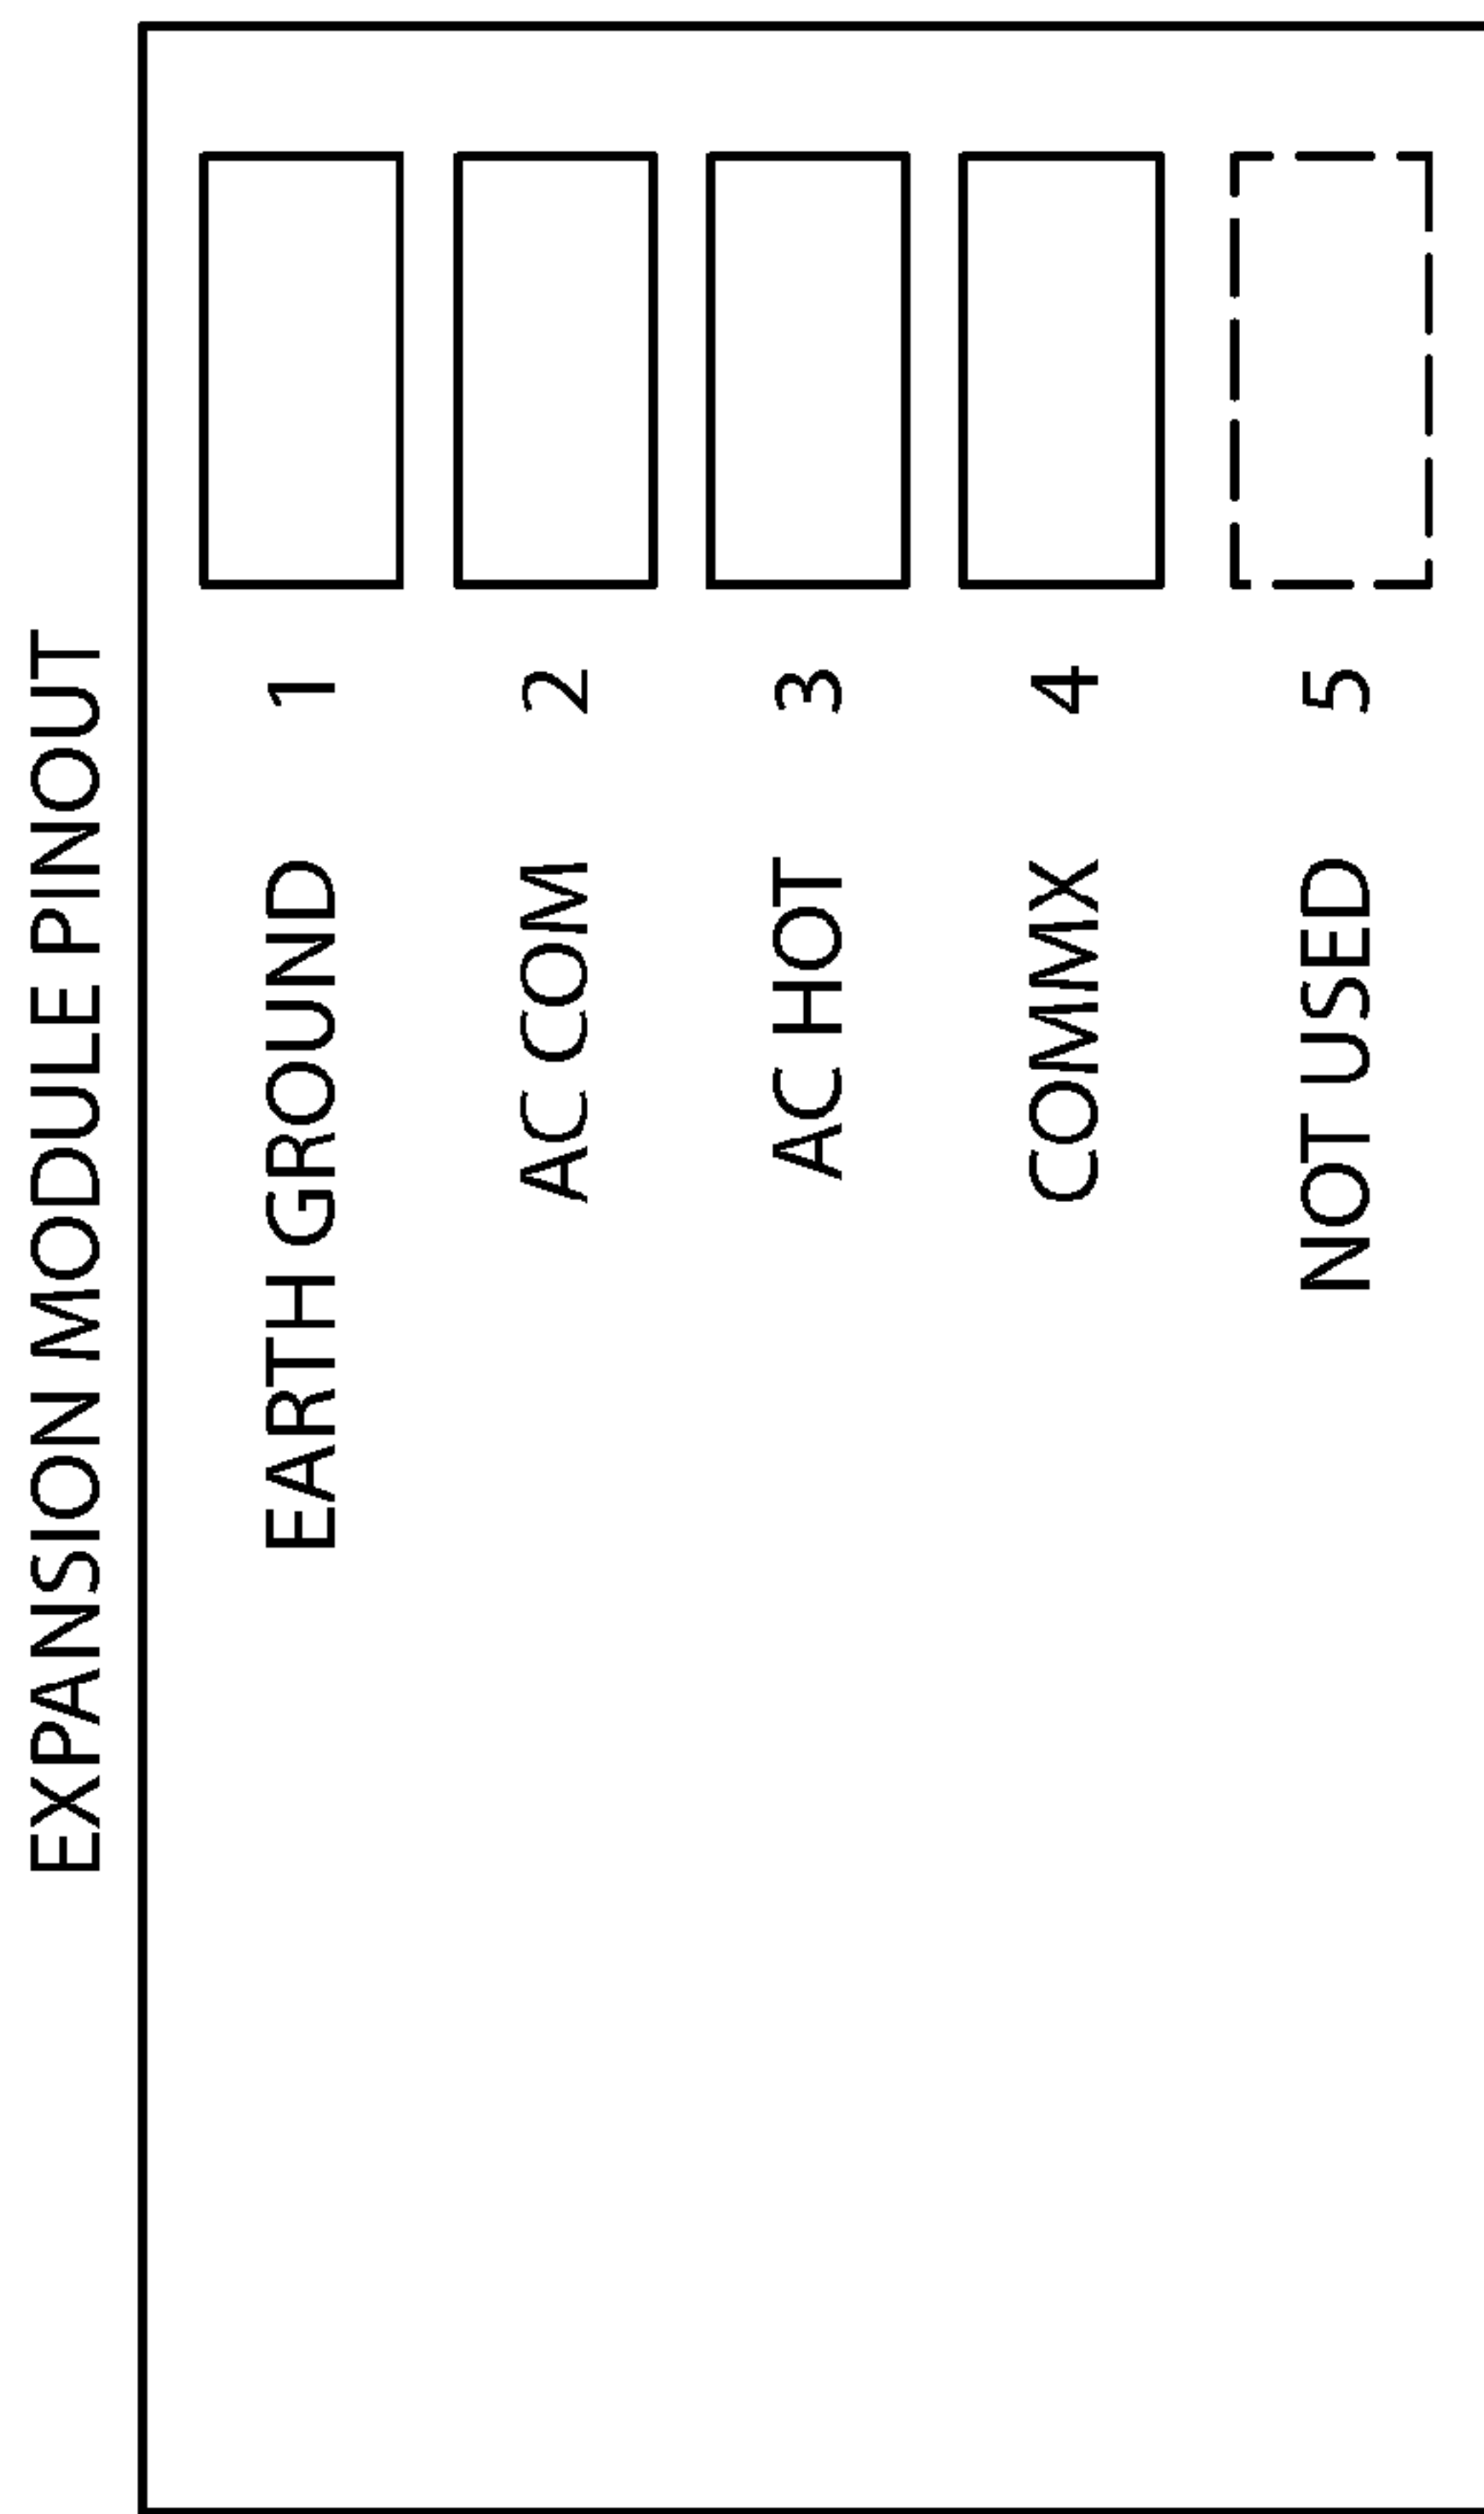 EXPANSION MODULE PINOUT
EARTH GROUND 1
AC COM 2
AC HOT 3
COMMX 4
NOT USED 5